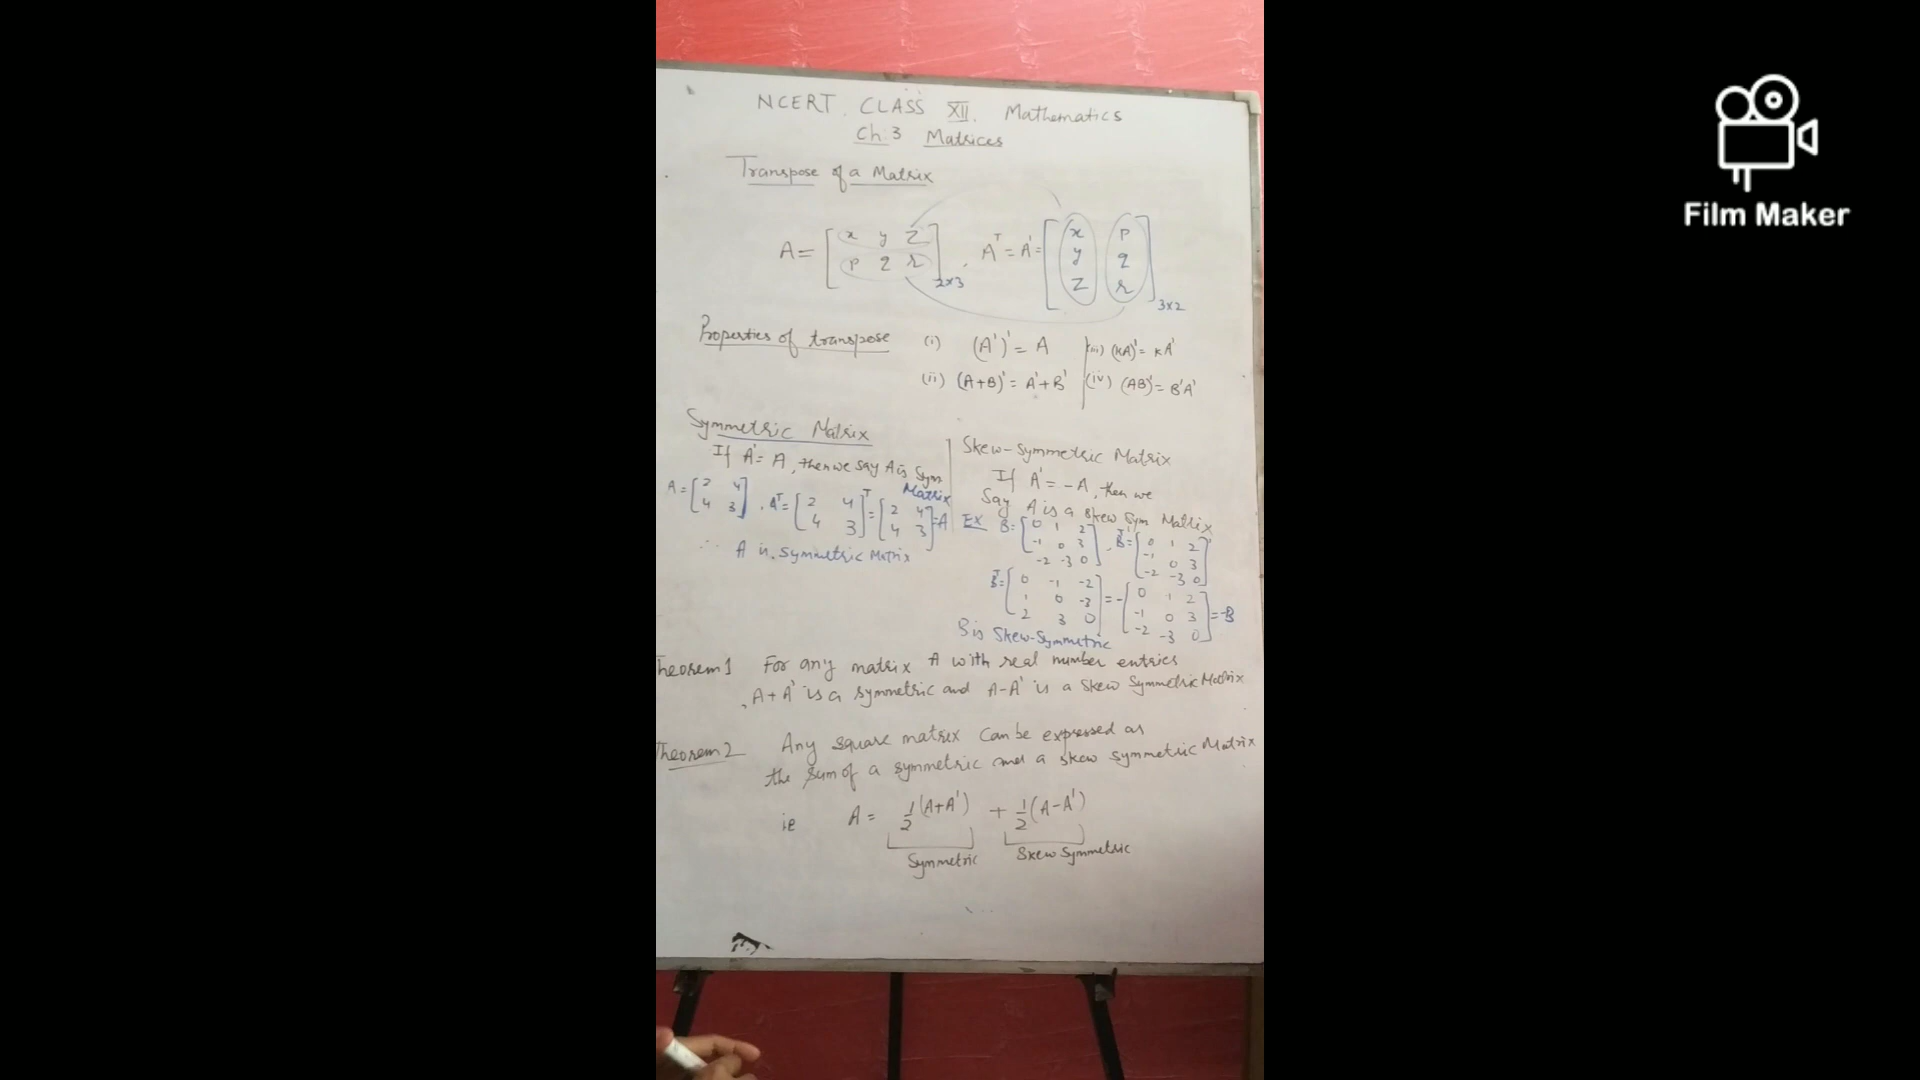 NCERT. CLASS XII. Mathematics
Ch: 3 Matrices
Transpose of a Matrix
A = [x y z; p q r]2x3, Aᵀ = A' = [x p; y q; z r]3x2
Properties of transpose (i) (A')' = A (iii) (KA)' = KA'
(ii) (A+B)' = A'+B' (iv) (AB)' = B'A'
Symmetric Matrix
If A' = A, then we say A is Sym Matrix
A = [2 4; 4 3], Aᵀ = [2 4; 4 3]ᵀ = [2 4; 4 3] = A
∴ A is symmetric Matrix
Skew-Symmetric Matrix
If A' = -A, then we
Say A is a skew Sym Matrix
Ex B = [0 1 2; -1 0 3; -2 -3 0], Bᵀ = [0 1 2; -1 0 3; -2 -3 0]'
Bᵀ = [0 -1 -2; 1 0 -3; 2 3 0] = -[0 1 2; -1 0 3; -2 -3 0] = -B
B is Skew-Symmetric
Theorem 1 For any matrix A with real number entries
, A+A' is a symmetric and A-A' is a Skew Symmetric Matrix
Theorem 2 Any square matrix can be expressed as
the sum of a symmetric and a skew symmetric Matrix
ie A = ½(A+A') + ½(A-A')
Symmetric Skew Symmetric
Film Maker